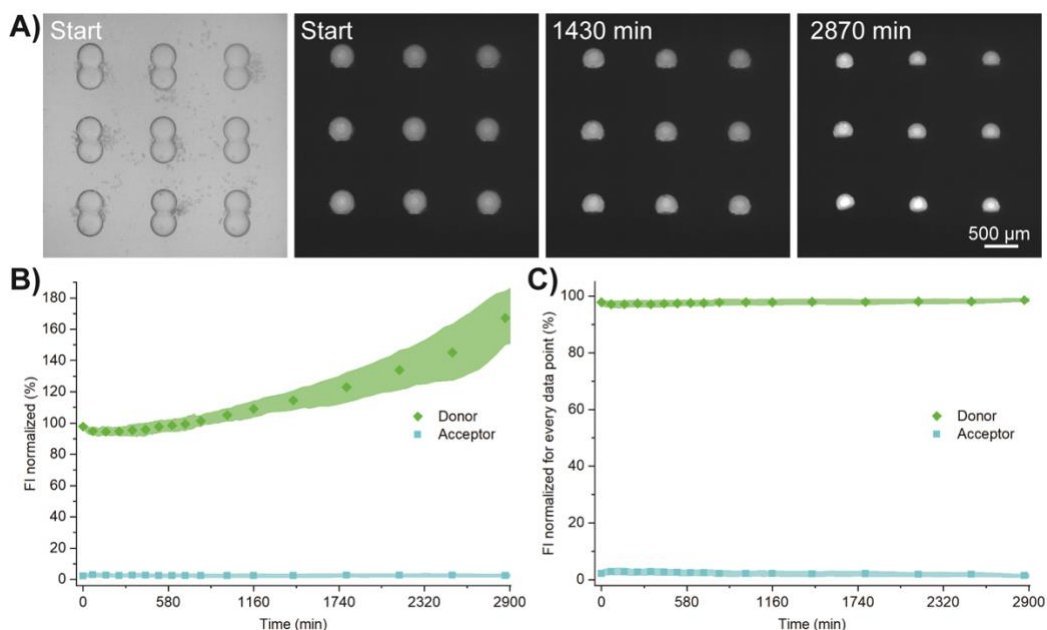 A)
Start
Start
1430 min
2870 min
500 µm
B)
FI normalized (%)
180
160
140
120
100
80
60
40
20
0
Donor
Acceptor
0
580
1160
1740
2320
2900
Time (min)
C)
FI normalized for every data point (%)
100
80
60
40
20
0
Donor
Acceptor
0
580
1160
1740
2320
2900
Time (min)